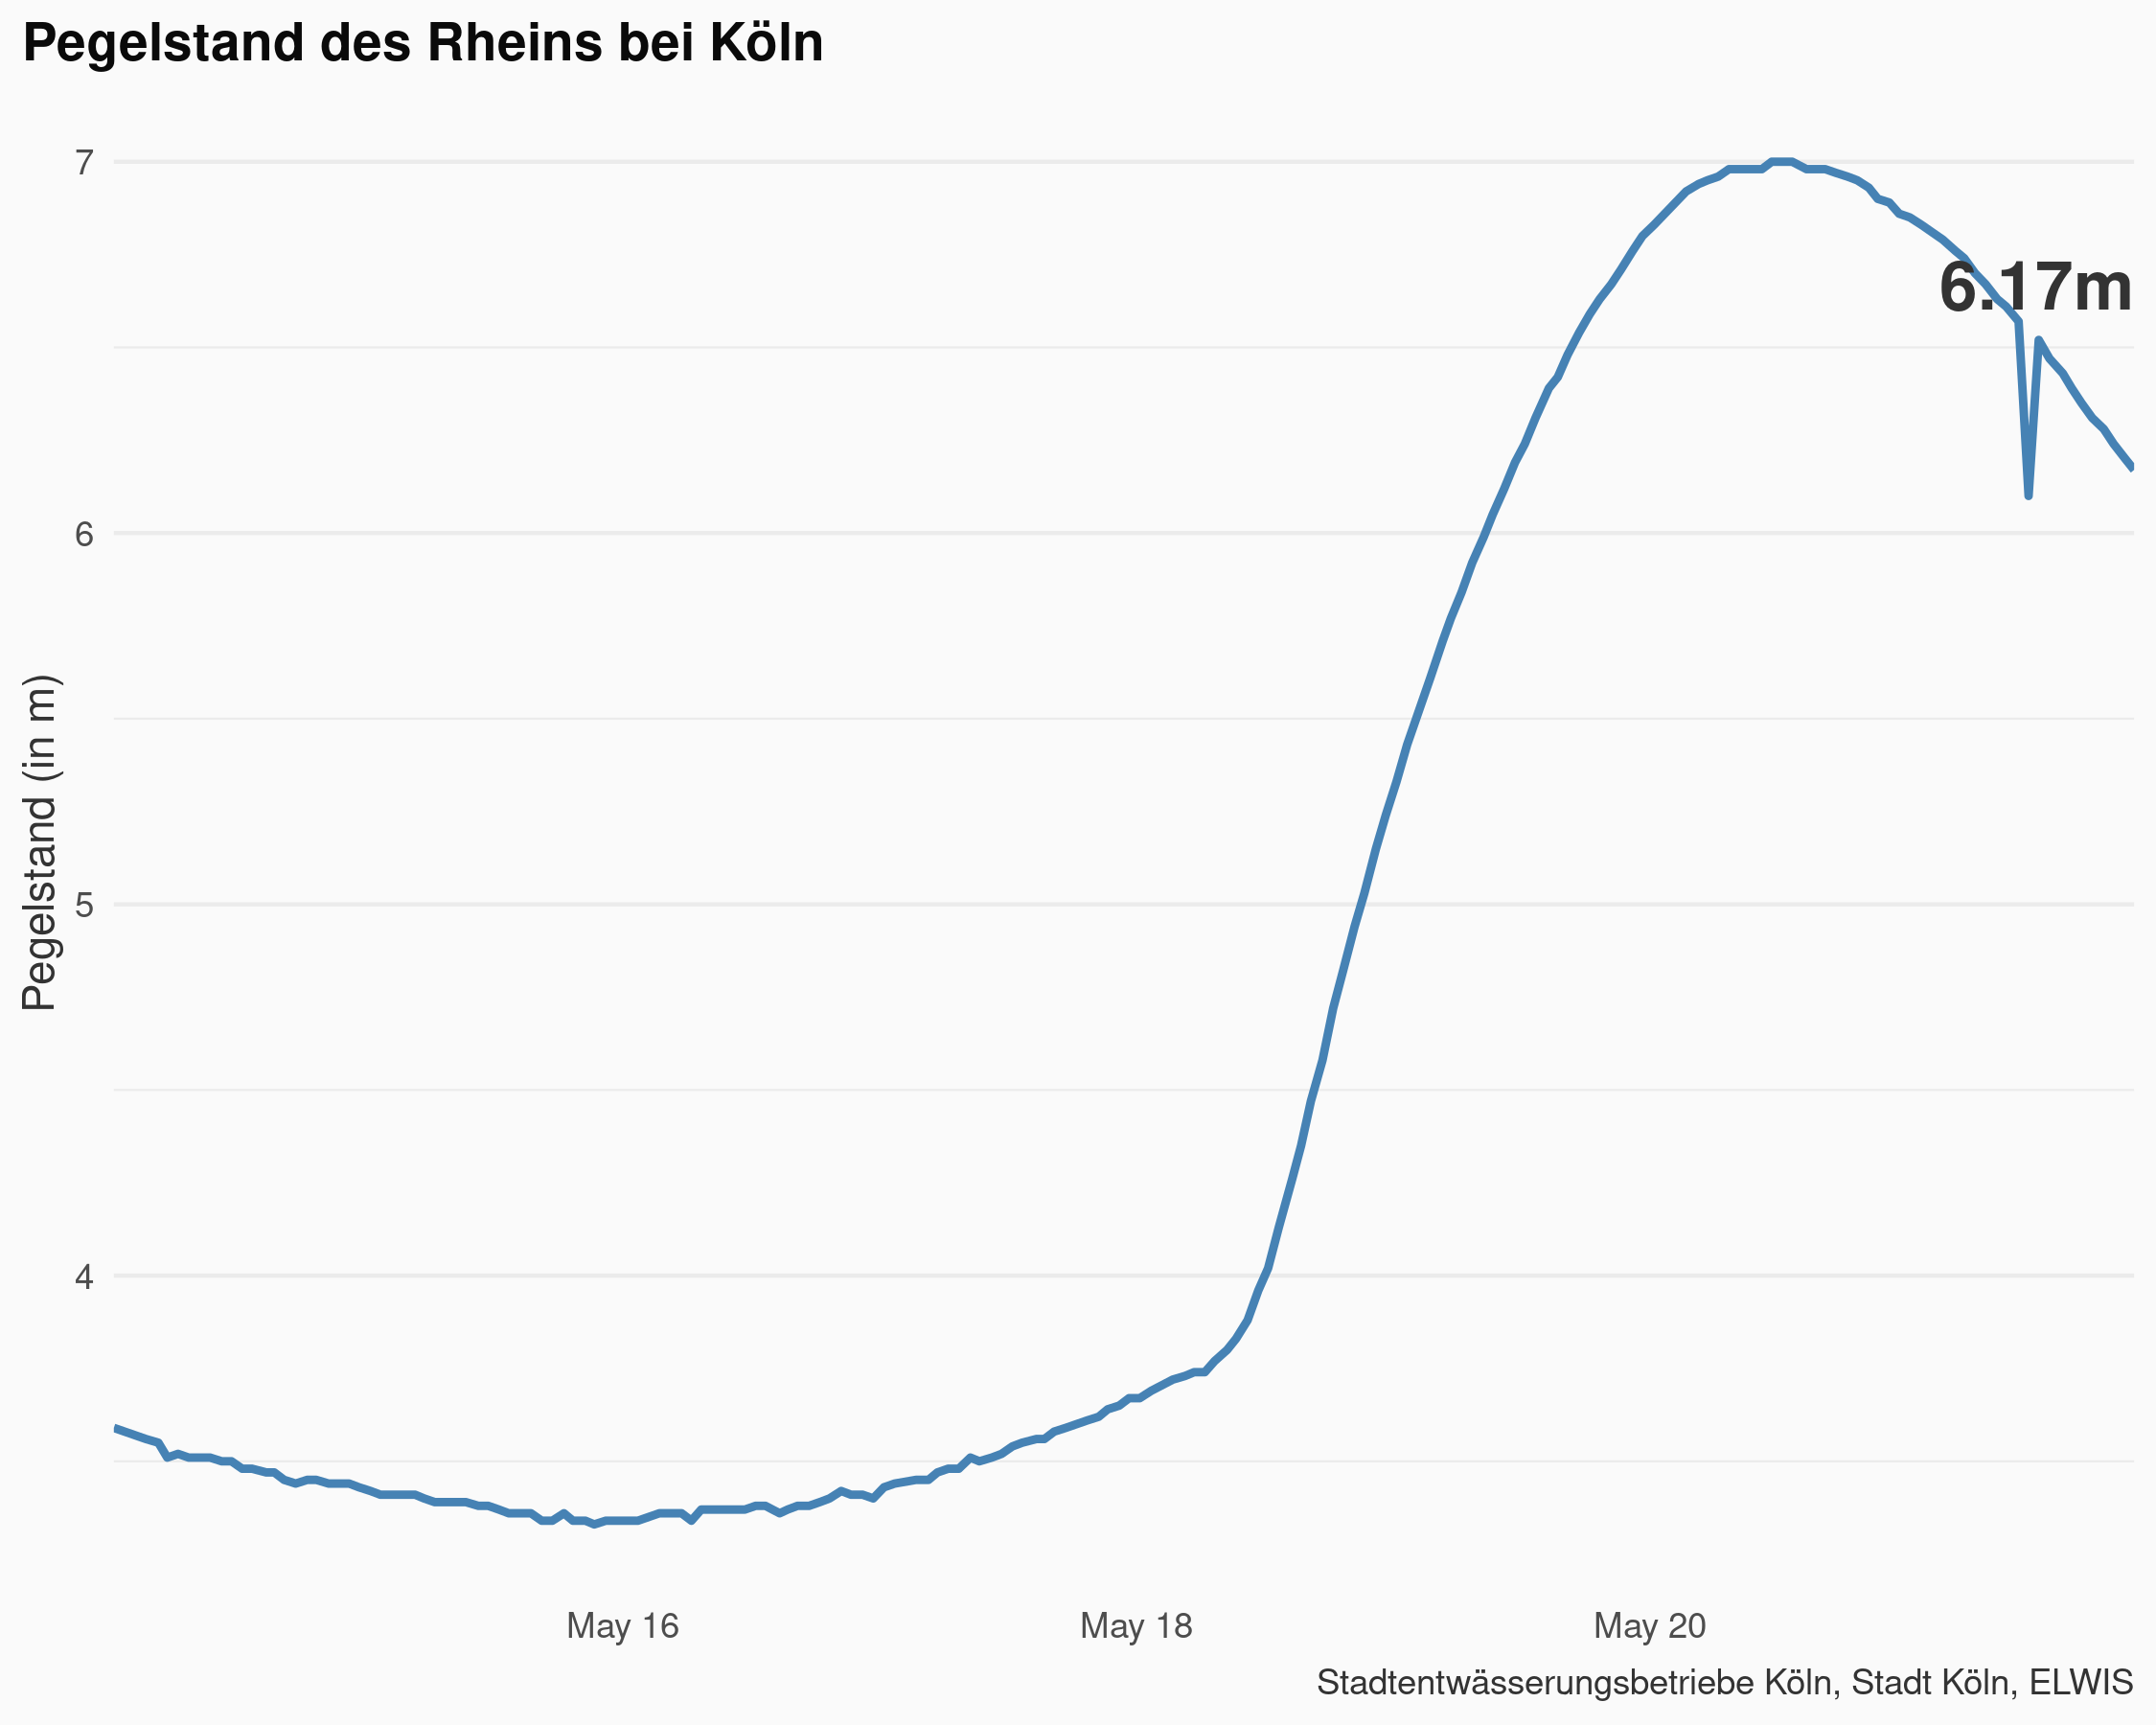 Pegelstand des Rheins bei Köln
7
6.17m
6
Pegelstand (in m)
5
4
May 16 May 18 May 20
Stadtentwässerungsbetriebe Köln, Stadt Köln, ELWIS